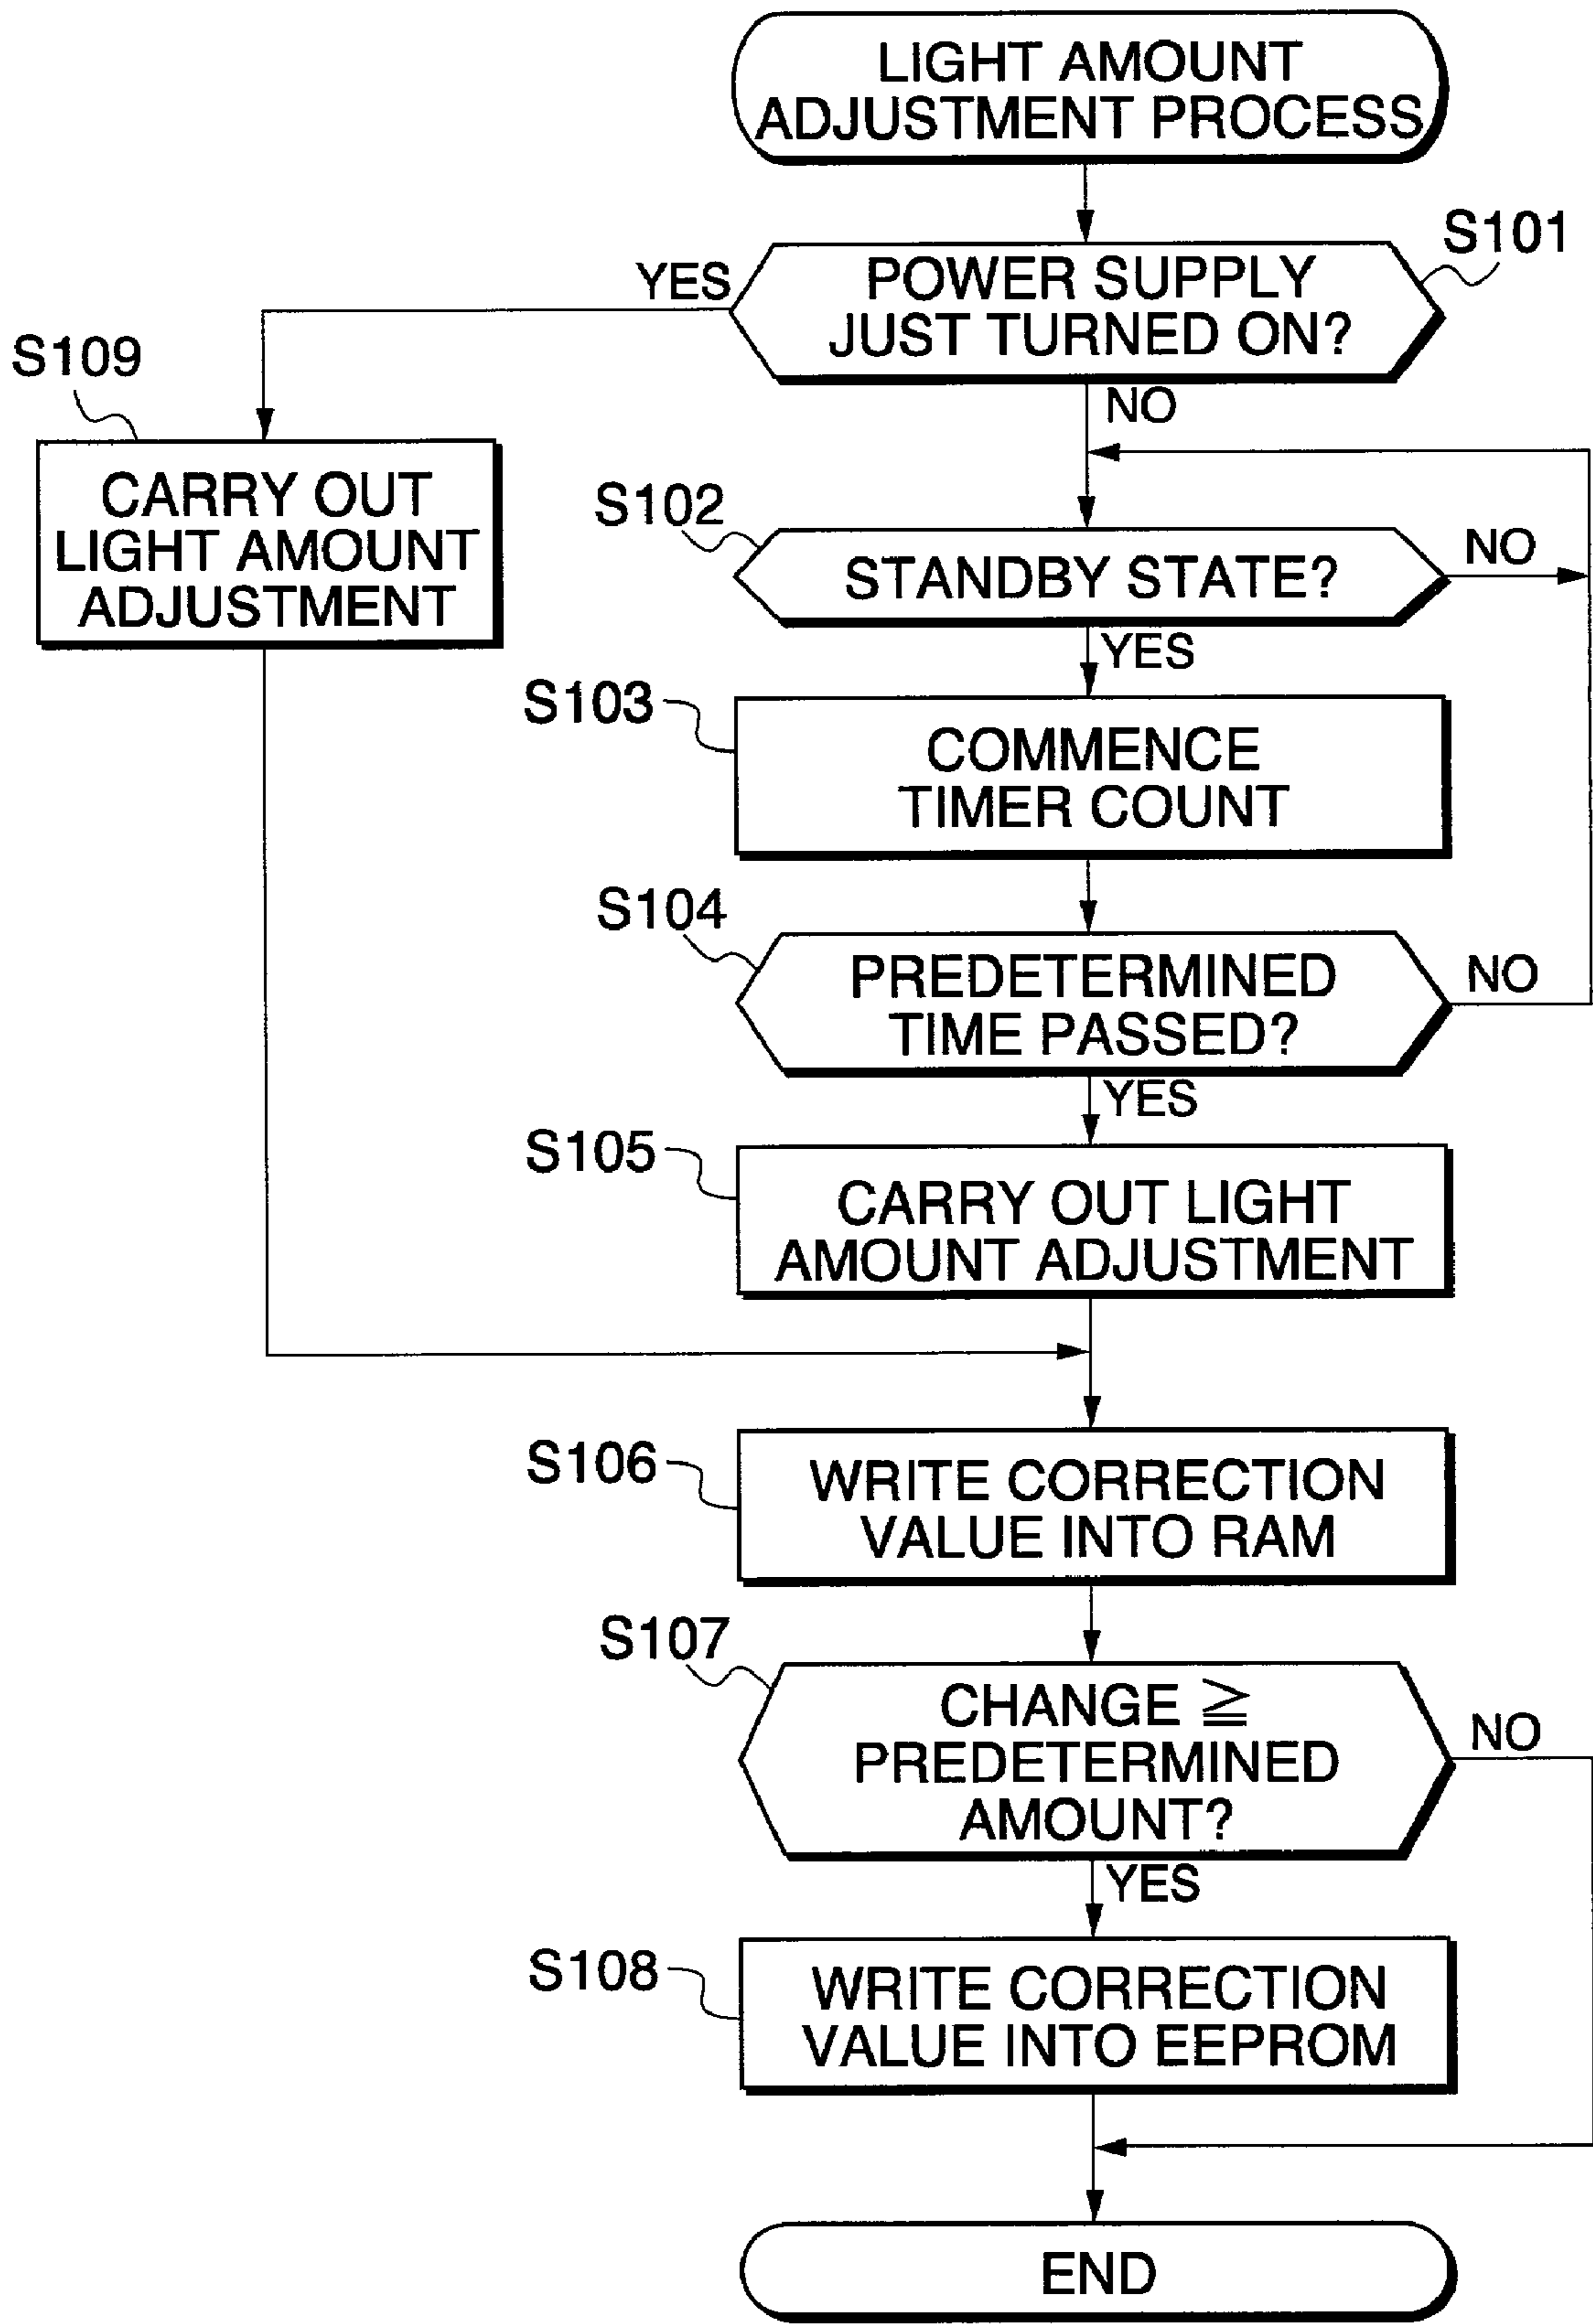 LIGHT AMOUNT
ADJUSTMENT PROCESS
S101
POWER SUPPLY
JUST TURNED ON?
YES
NO
S109
CARRY OUT
LIGHT AMOUNT
ADJUSTMENT
S102
STANDBY STATE?
NO
YES
S103
COMMENCE
TIMER COUNT
S104
PREDETERMINED
TIME PASSED?
NO
YES
S105
CARRY OUT LIGHT
AMOUNT ADJUSTMENT
S106
WRITE CORRECTION
VALUE INTO RAM
S107
CHANGE ≧
PREDETERMINED
AMOUNT?
NO
YES
S108
WRITE CORRECTION
VALUE INTO EEPROM
END